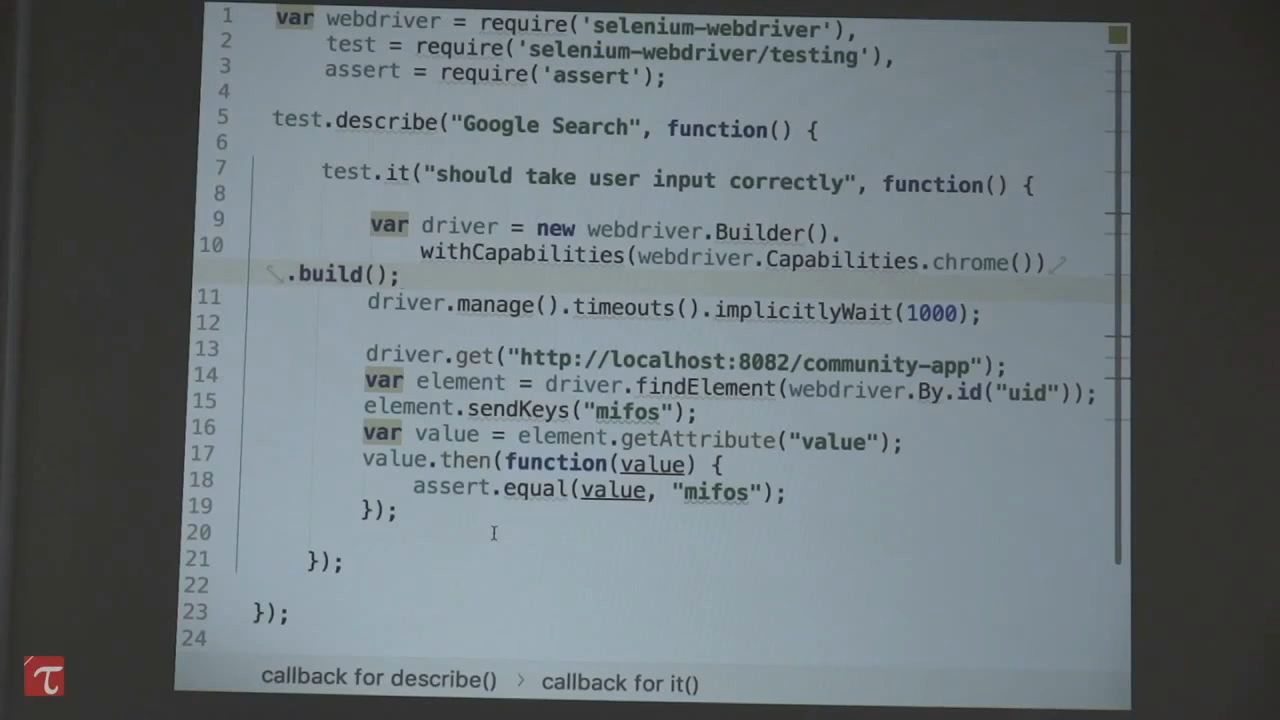 1 var webdriver = require('selenium-webdriver'),
2 test = require('selenium-webdriver/testing'),
3 assert = require('assert');
4
5 test.describe("Google Search", function() {
6
7 test.it("should take user input correctly", function() {
8
9 var driver = new webdriver.Builder().
10 withCapabilities(webdriver.Capabilities.chrome())
.build();
11 driver.manage().timeouts().implicitlyWait(1000);
12
13 driver.get("http://localhost:8082/community-app");
14 var element = driver.findElement(webdriver.By.id("uid"));
15 element.sendKeys("mifos");
16 var value = element.getAttribute("value");
17 value.then(function(value) {
18 assert.equal(value, "mifos");
19 });
20
21 });
22
23 });
24
callback for describe() › callback for it()
τ